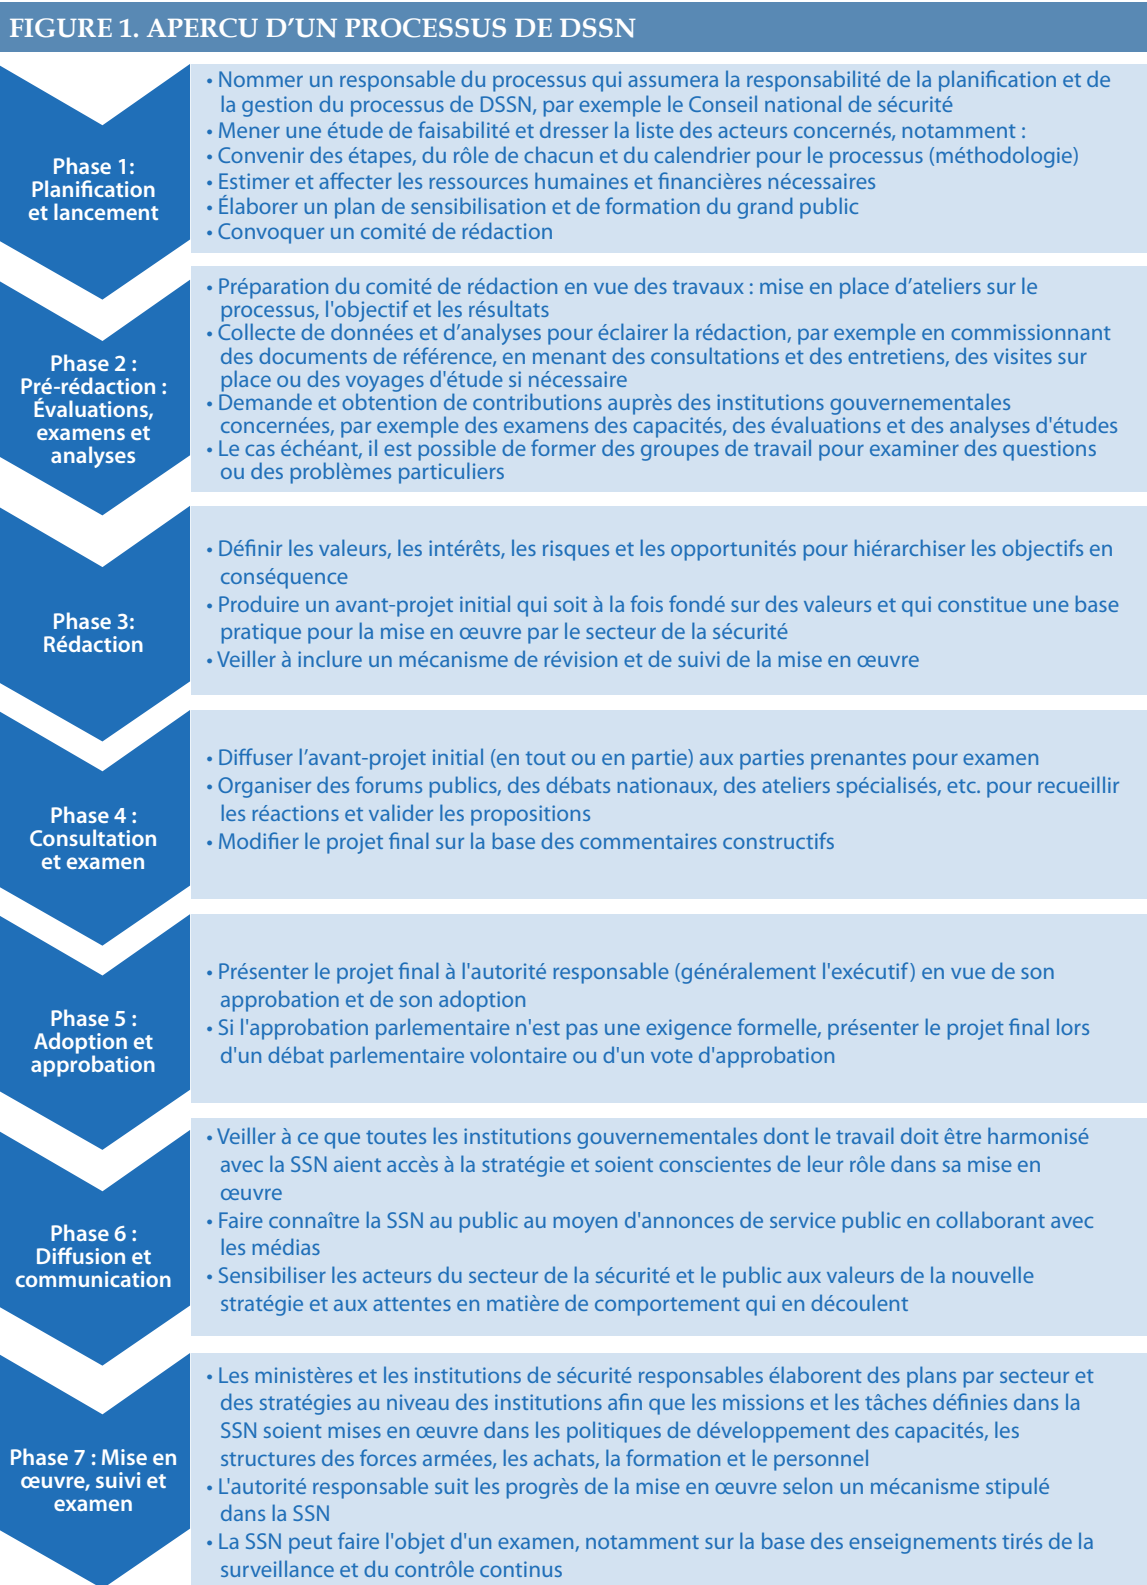 FIGURE 1. APERCU D'UN PROCESSUS DE DSSN
Phase 1:
Planification
et lancement
• Nommer un responsable du processus qui assumera la responsabilité de la planification et de
la gestion du processus de DSSN, par exemple le Conseil national de sécurité
• Mener une étude de faisabilité et dresser la liste des acteurs concernés, notamment :
• Convenir des étapes, du rôle de chacun et du calendrier pour le processus (méthodologie)
• Estimer et affecter les ressources humaines et financières nécessaires
• Élaborer un plan de sensibilisation et de formation du grand public
• Convoquer un comité de rédaction
Phase 2 :
Pré-rédaction :
Évaluations,
examens et
analyses
• Préparation du comité de rédaction en vue des travaux : mise en place d’ateliers sur le
processus, l'objectif et les résultats
• Collecte de données et d’analyses pour éclairer la rédaction, par exemple en commissionnant
des documents de référence, en menant des consultations et des entretiens, des visites sur
place ou des voyages d'étude si nécessaire
• Demande et obtention de contributions auprès des institutions gouvernementales
concernées, par exemple des examens des capacités, des évaluations et des analyses d'études
• Le cas échéant, il est possible de former des groupes de travail pour examiner des questions
ou des problèmes particuliers
Phase 3:
Rédaction
• Définir les valeurs, les intérêts, les risques et les opportunités pour hiérarchiser les objectifs en
conséquence
• Produire un avant-projet initial qui soit à la fois fondé sur des valeurs et qui constitue une base
pratique pour la mise en œuvre par le secteur de la sécurité
• Veiller à inclure un mécanisme de révision et de suivi de la mise en œuvre
Phase 4 :
Consultation
et examen
• Diffuser l’avant-projet initial (en tout ou en partie) aux parties prenantes pour examen
• Organiser des forums publics, des débats nationaux, des ateliers spécialisés, etc. pour recueillir
les réactions et valider les propositions
• Modifier le projet final sur la base des commentaires constructifs
Phase 5 :
Adoption et
approbation
• Présenter le projet final à l'autorité responsable (généralement l'exécutif) en vue de son
approbation et de son adoption
• Si l'approbation parlementaire n'est pas une exigence formelle, présenter le projet final lors
d'un débat parlementaire volontaire ou d'un vote d'approbation
Phase 6 :
Diffusion et
communication
• Veiller à ce que toutes les institutions gouvernementales dont le travail doit être harmonisé
avec la SSN aient accès à la stratégie et soient conscientes de leur rôle dans sa mise en
œuvre
• Faire connaître la SSN au public au moyen d'annonces de service public en collaborant avec
les médias
• Sensibiliser les acteurs du secteur de la sécurité et le public aux valeurs de la nouvelle
stratégie et aux attentes en matière de comportement qui en découlent
Phase 7 : Mise en
œuvre, suivi et
examen
• Les ministères et les institutions de sécurité responsables élaborent des plans par secteur et
des stratégies au niveau des institutions afin que les missions et les tâches définies dans la
SSN soient mises en œuvre dans les politiques de développement des capacités, les
structures des forces armées, les achats, la formation et le personnel
• L'autorité responsable suit les progrès de la mise en œuvre selon un mécanisme stipulé
dans la SSN
• La SSN peut faire l'objet d'un examen, notamment sur la base des enseignements tirés de la
surveillance et du contrôle continus